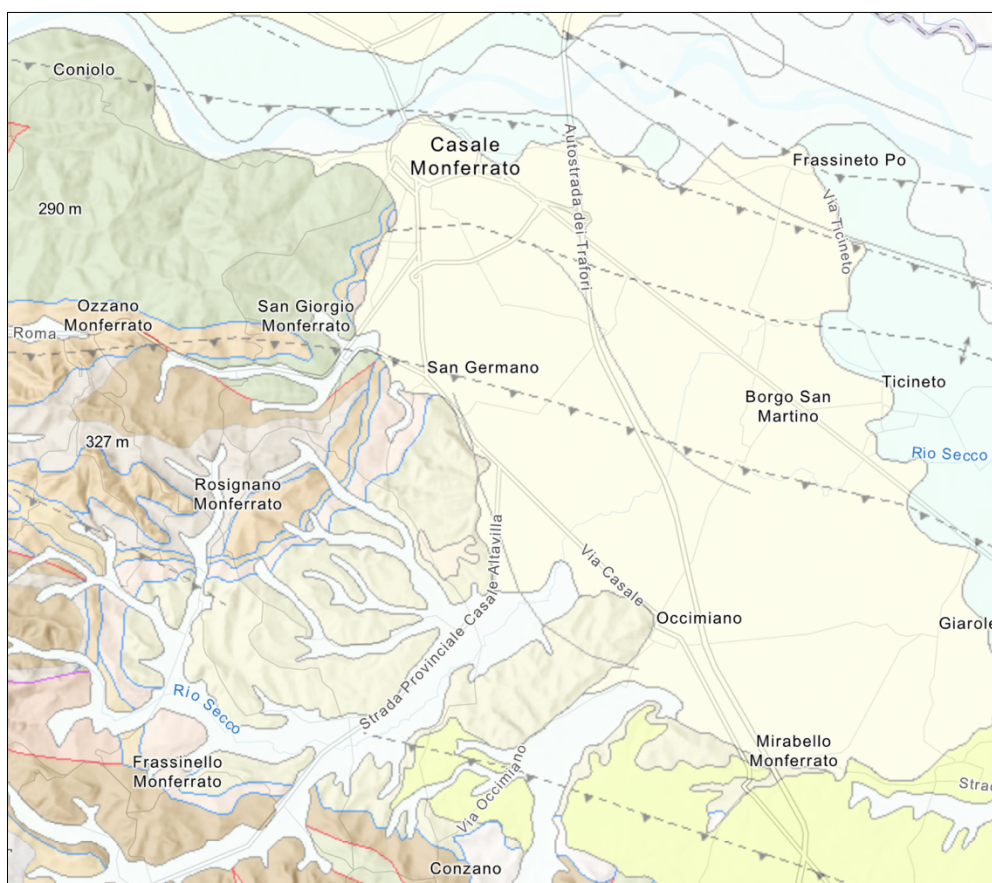 Coniolo
Casale
Monferrato
Autostrada dei Trafori
Frassineto Po
Via Ticineto
290 m
Ozzano
Monferrato
San Giorgio
Monferrato
Roma
San Germano
Ticineto
Borgo San
Martino
327 m
Rio Secco
Rosignano
Monferrato
Strada Provinciale Casale Altavilla
Via Casale
Occimiano
Giarole
Rio Secco
Frassinello
Monferrato
Via Occimiano
Mirabello
Monferrato
Strad
Conzano